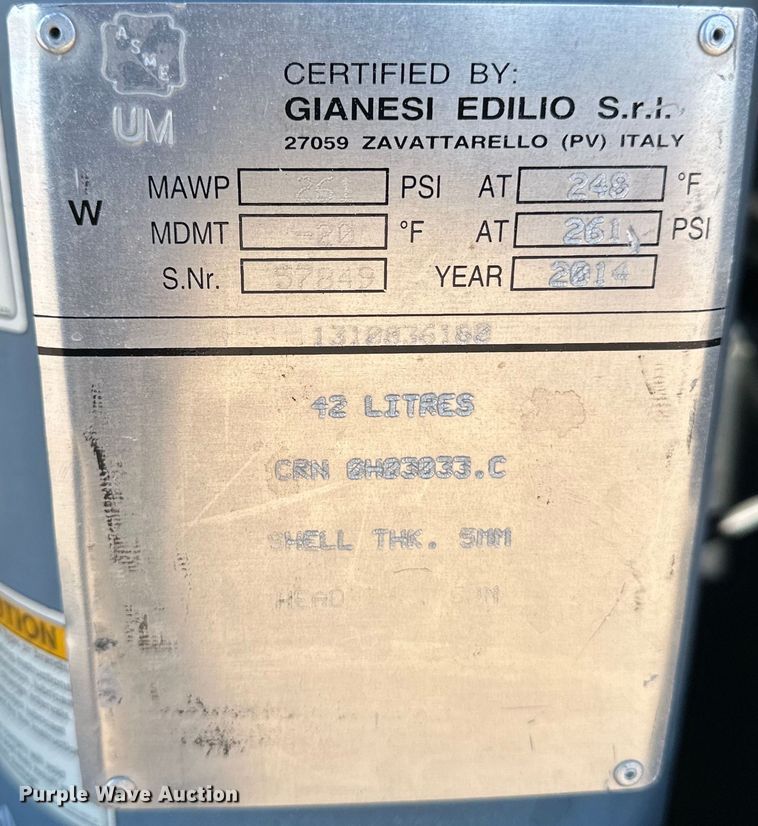 ASME
UM
CERTIFIED BY:
GIANESI EDILIO S.r.l.
27059 ZAVATTARELLO (PV) ITALY
W
MAWP 261 PSI AT 248 °F
MDMT -20 °F AT 261 PSI
S.Nr. 57849 YEAR 2014
1310836180
42 LITRES
CRN 0H03033.C
SHELL THK. 5MM
HEAD
Purple Wave Auction